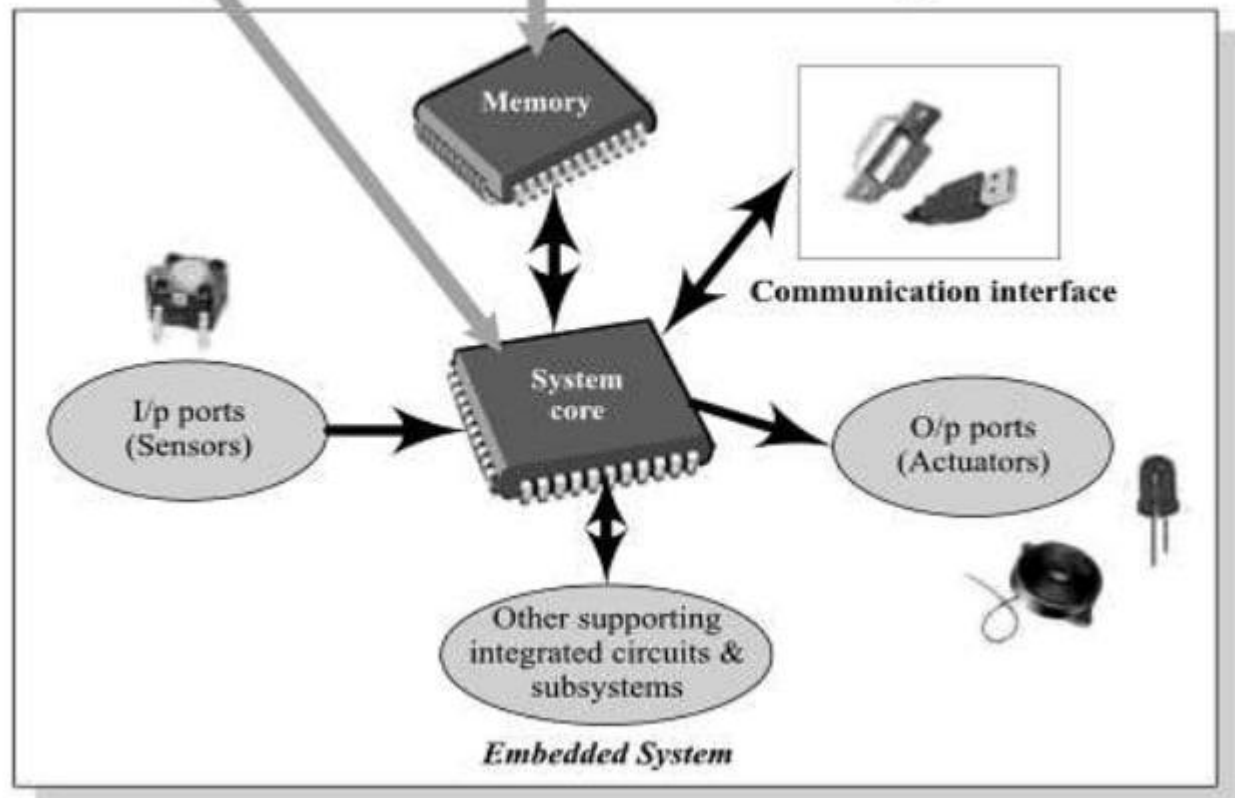 Memory
Communication interface
System
core
I/p ports
(Sensors)
O/p ports
(Actuators)
Other supporting
integrated circuits &
subsystems
Embedded System